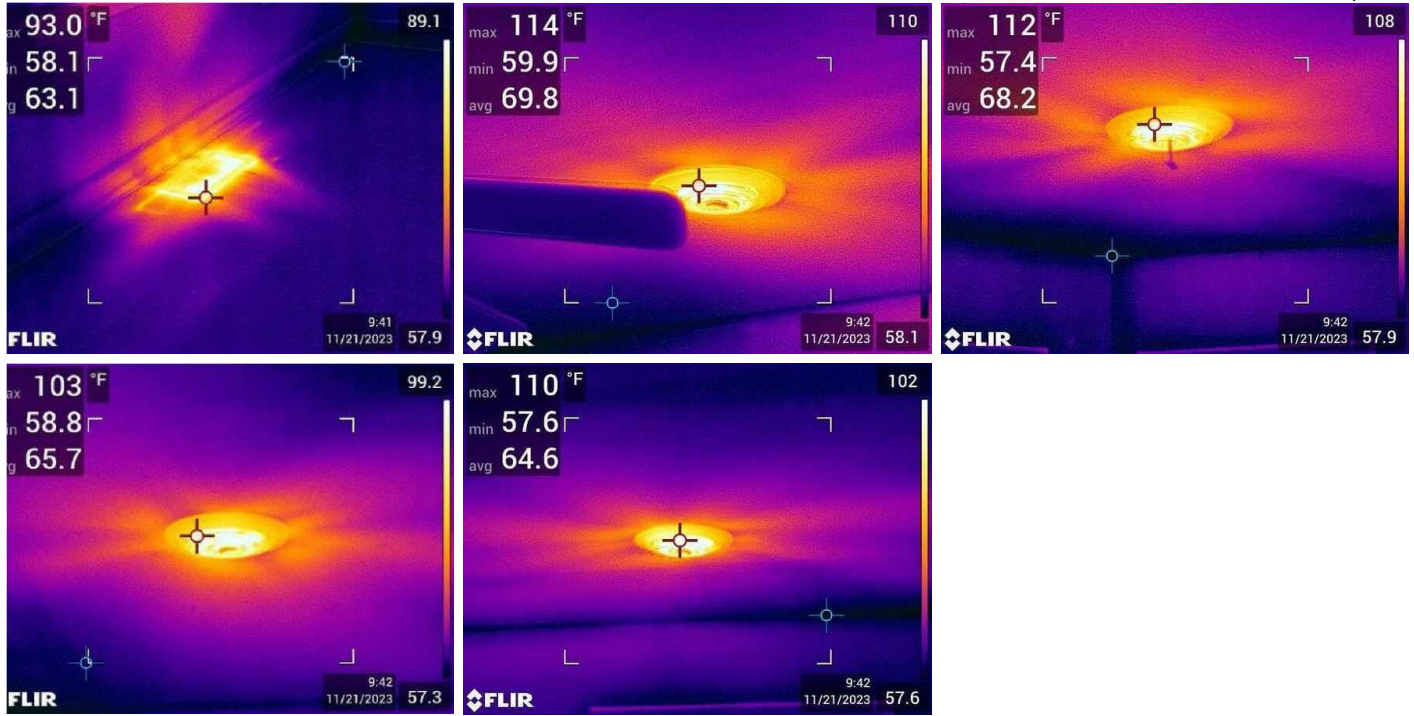 ax 93.0 °F 89.1
in 58.1
g 63.1
9:41
FLIR 11/21/2023 57.9
max 114 °F 110
min 59.9
avg 69.8
9:42
FLIR 11/21/2023 58.1
max 112 °F 108
min 57.4
avg 68.2
9:42
FLIR 11/21/2023 57.9
ax 103 °F 99.2
in 58.8
g 65.7
9:42
FLIR 11/21/2023 57.3
max 110 °F 102
min 57.6
avg 64.6
9:42
FLIR 11/21/2023 57.6